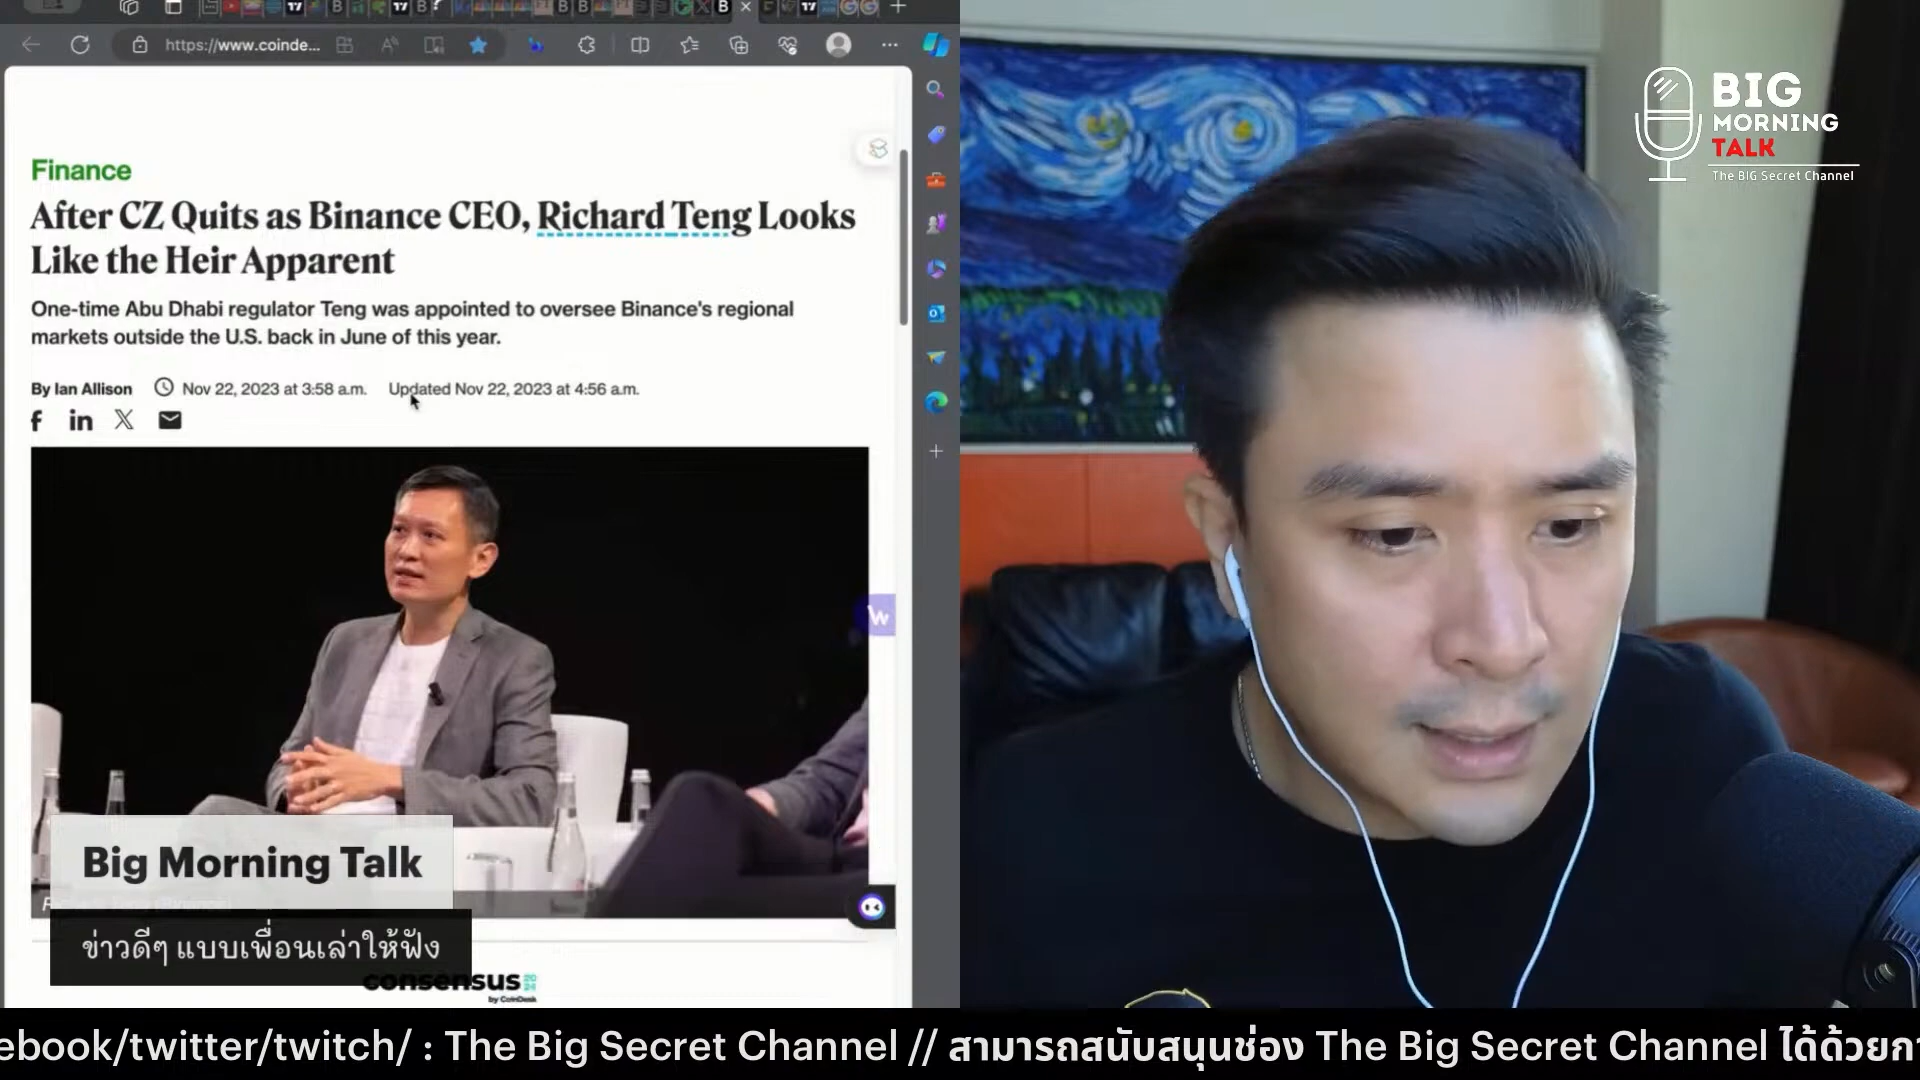 https://www.coinde...
Finance
After CZ Quits as Binance CEO, Richard Teng Looks
Like the Heir Apparent
One-time Abu Dhabi regulator Teng was appointed to oversee Binance's regional
markets outside the U.S. back in June of this year.
By Ian Allison Nov 22, 2023 at 3:58 a.m. Updated Nov 22, 2023 at 4:56 a.m.
Big Morning Talk
ข่าวดีๆ แบบเพื่อนเล่าให้ฟัง
consensus
by CoinDesk
BIG
MORNING
TALK
The BIG Secret Channel
ebook/twitter/twitch/ : The Big Secret Channel // สามารถสนับสนุนช่อง The Big Secret Channel ได้ด้วยกา